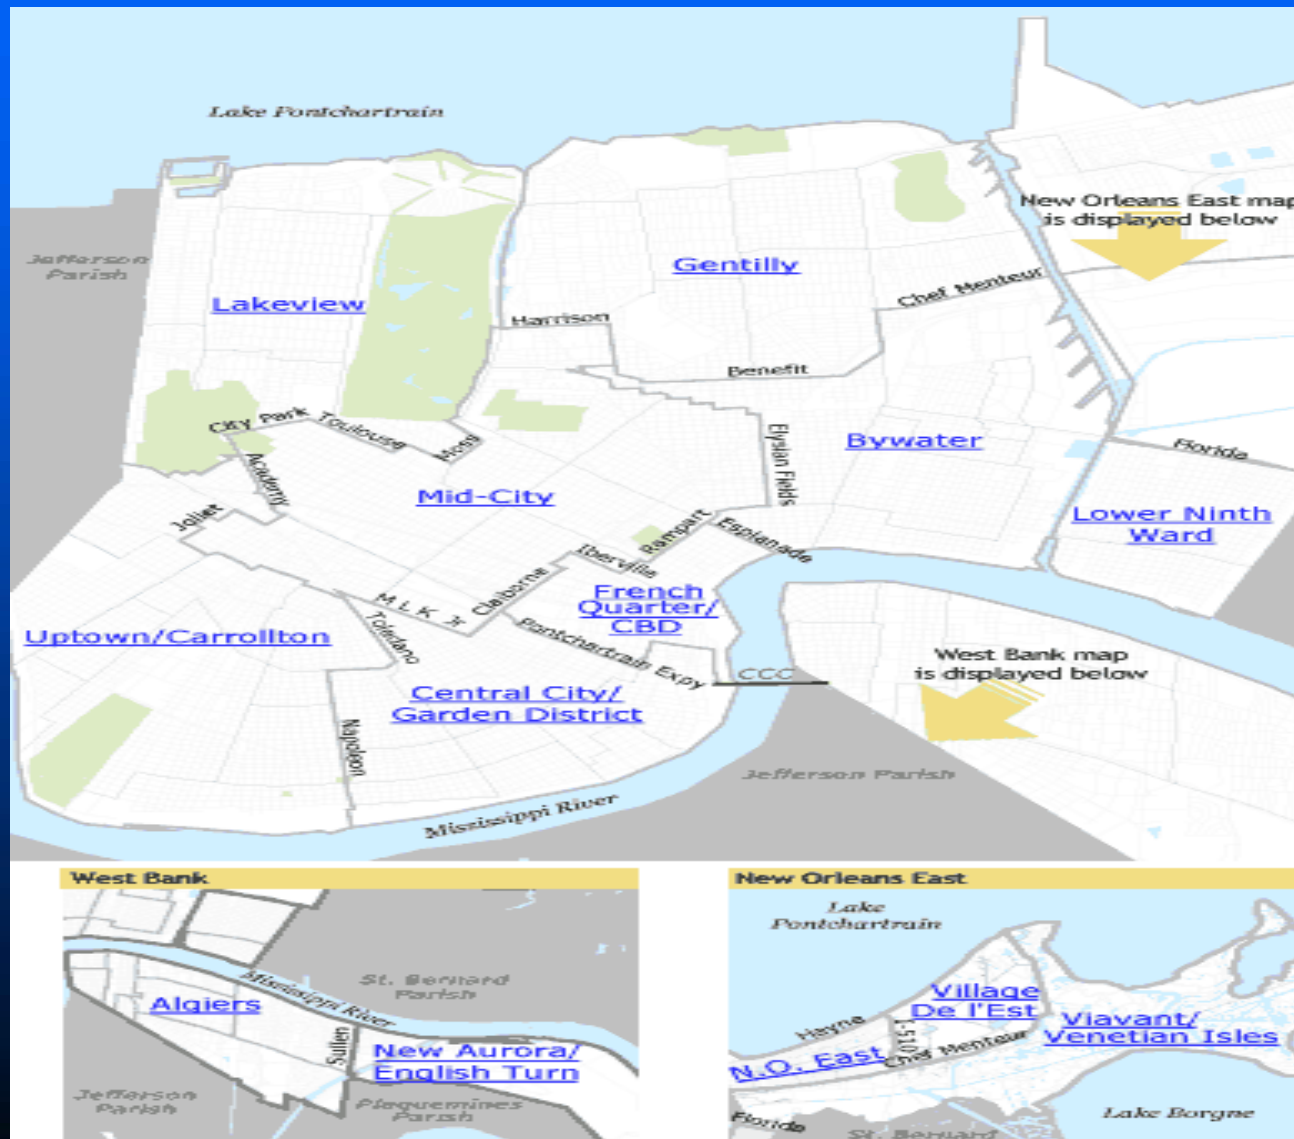 Lake Pontchartrain
New Orleans East map
is displayed below
Jefferson
Parish
Gentilly
Chef Menteur
Lakeview
Harrison
Benefit
City Park
Toulouse
Moss
Elysian Fields
Bywater
Florida
Academy
Mid-City
Joliet
Lower Ninth
Ward
Rampart
Esplanade
Iberville
Claiborne
French
Quarter/
CBD
M L K Jr
Toledano
Uptown/Carrollton
Pontchartrain Expy
CCC
West Bank map
is displayed below
Central City/
Garden District
Napoleon
Jefferson Parish
Mississippi River
West Bank
Mississippi River
St. Bernard
Parish
Algiers
Sullen
New Aurora/
English Turn
Jefferson
Parish
Plaquemines
Parish
New Orleans East
Lake
Pontchartrain
Village
De l'Est
Hayne
I-510
Viavant/
Venetian Isles
N.O. East
Chef Menteur
Florida
Lake Borgne
St. Bernard